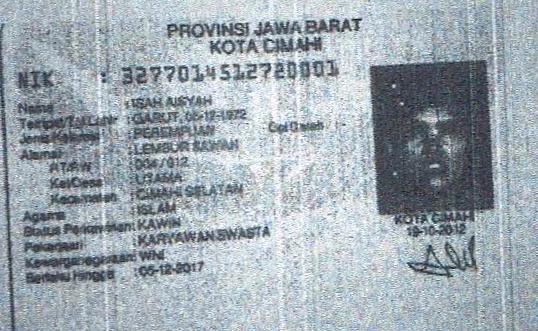 PROVINSI JAWA BARAT
KOTA CIMAHI
NIK : 3277014512720001
Nama : ISAH AISYAH
Tempat/Tgl Lahir : GARUT, 05-12-1972
Jenis Kelamin : PEREMPUAN Gol Darah
Alamat : LEMBUR SAWAH
RT/RW : /012
Kel/Desa : UTAMA
Kecamatan : CIMAHI SELATAN
Agama : ISLAM
Status Perkawinan: KAWIN
Pekerjaan : KARYAWAN SWASTA
Kewarganegaraan: WNI
Berlaku Hingga : 05-12-2017
KOTA CIMAHI
19-10-2012